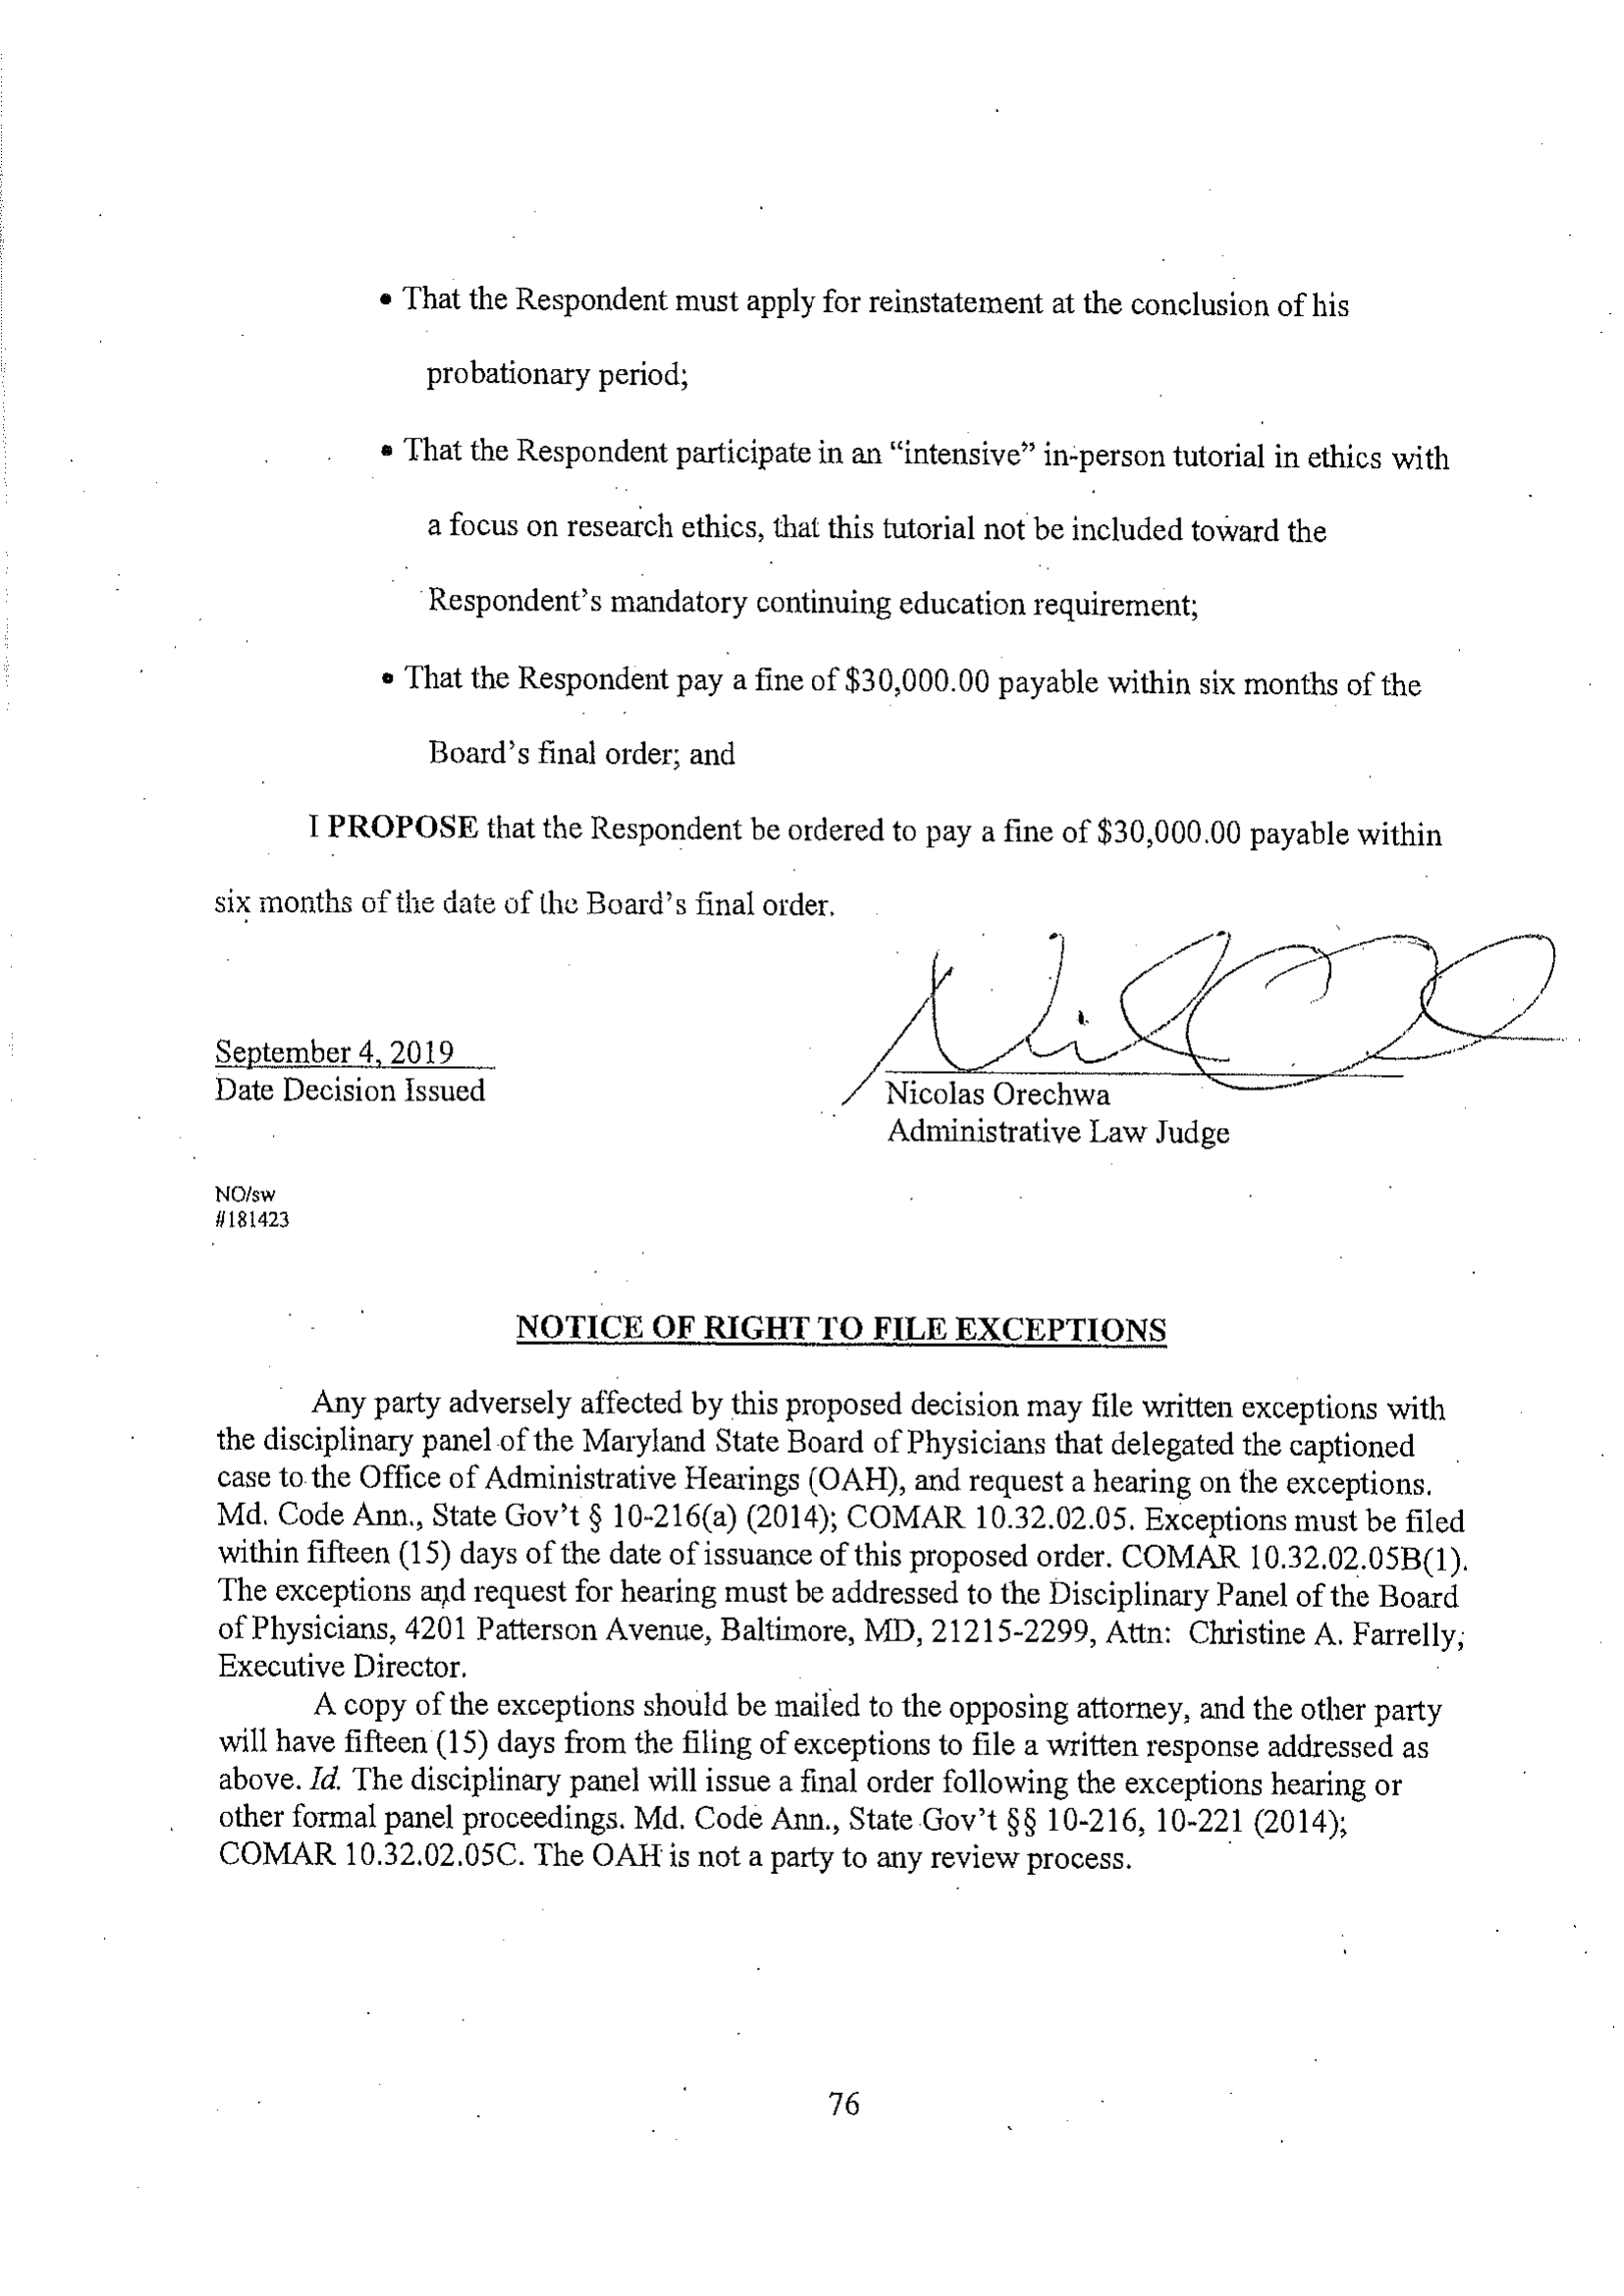 • That the Respondent must apply for reinstatement at the conclusion of his
probationary period;
• That the Respondent participate in an “intensive” in-person tutorial in ethics with
a focus on research ethics, that this tutorial not be included toward the
Respondent’s mandatory continuing education requirement;
• That the Respondent pay a fine of $30,000.00 payable within six months of the
Board’s final order; and
I PROPOSE that the Respondent be ordered to pay a fine of $30,000.00 payable within
six months of the date of the Board’s final order.
September 4, 2019
Date Decision Issued
Nicolas Orechwa
Administrative Law Judge
NO/sw
#181423
NOTICE OF RIGHT TO FILE EXCEPTIONS
Any party adversely affected by this proposed decision may file written exceptions with
the disciplinary panel of the Maryland State Board of Physicians that delegated the captioned
case to the Office of Administrative Hearings (OAH), and request a hearing on the exceptions.
Md. Code Ann., State Gov’t § 10-216(a) (2014); COMAR 10.32.02.05. Exceptions must be filed
within fifteen (15) days of the date of issuance of this proposed order. COMAR 10.32.02.05B(1).
The exceptions and request for hearing must be addressed to the Disciplinary Panel of the Board
of Physicians, 4201 Patterson Avenue, Baltimore, MD, 21215-2299, Attn: Christine A. Farrelly,
Executive Director.
A copy of the exceptions should be mailed to the opposing attorney, and the other party
will have fifteen (15) days from the filing of exceptions to file a written response addressed as
above. Id. The disciplinary panel will issue a final order following the exceptions hearing or
other formal panel proceedings. Md. Code Ann., State Gov’t §§ 10-216, 10-221 (2014);
COMAR 10.32.02.05C. The OAH is not a party to any review process.
76